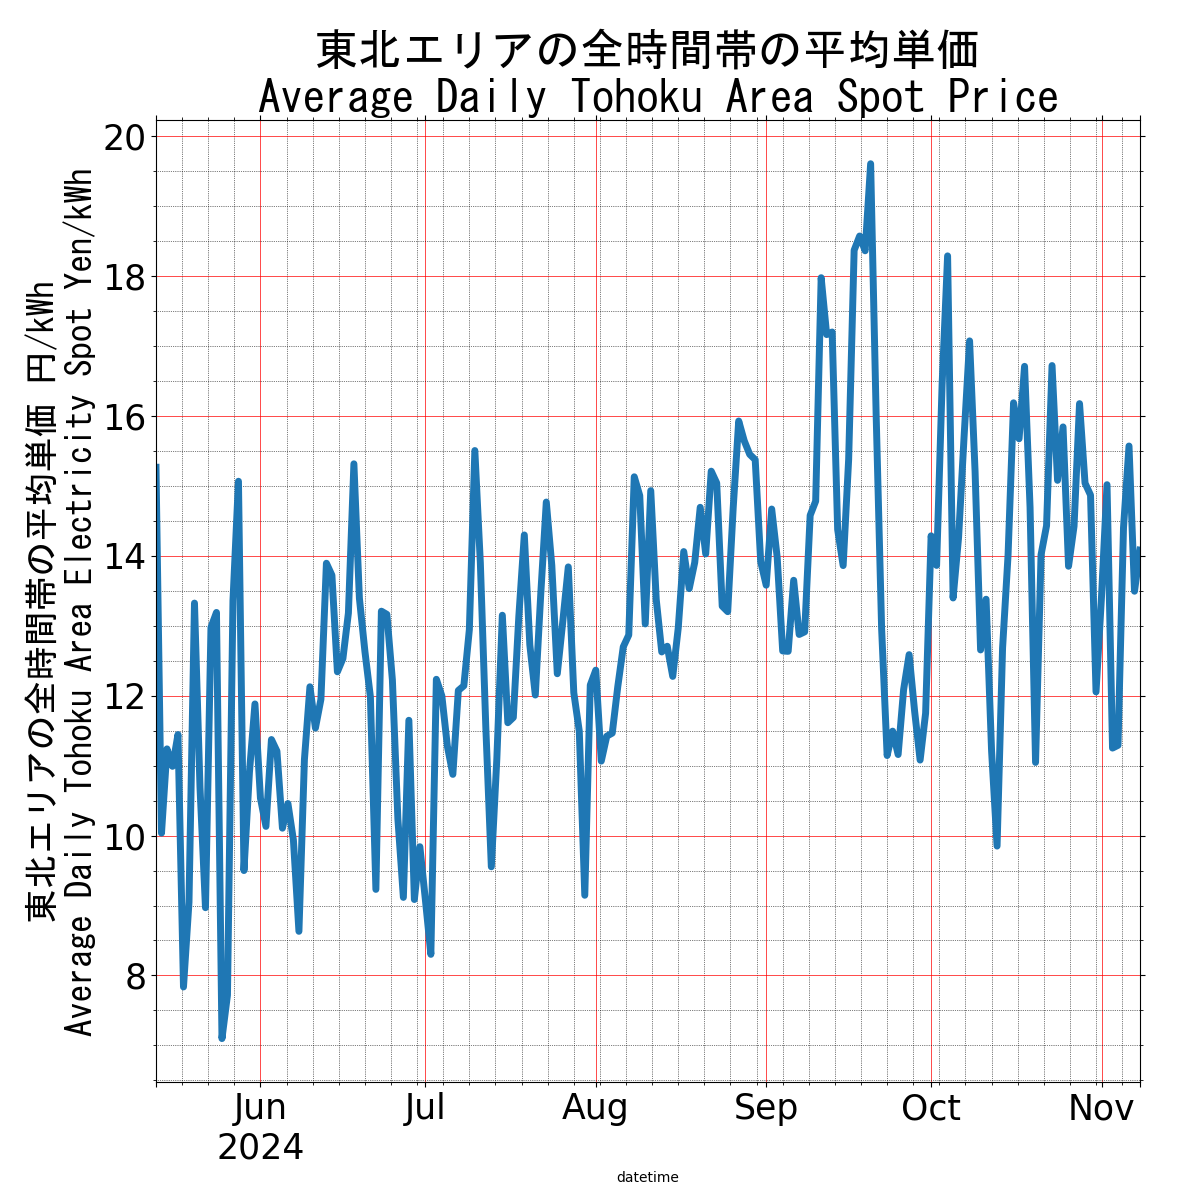 東北エリアの全時間帯の平均単価
Average Daily Tohoku Area Spot Price
東北エリアの全時間帯の平均単価 円/kWh
Average Daily Tohoku Area Electricity Spot Yen/kWh
20
18
16
14
12
10
8
Jun
2024
Jul
Aug
Sep
Oct
Nov
datetime